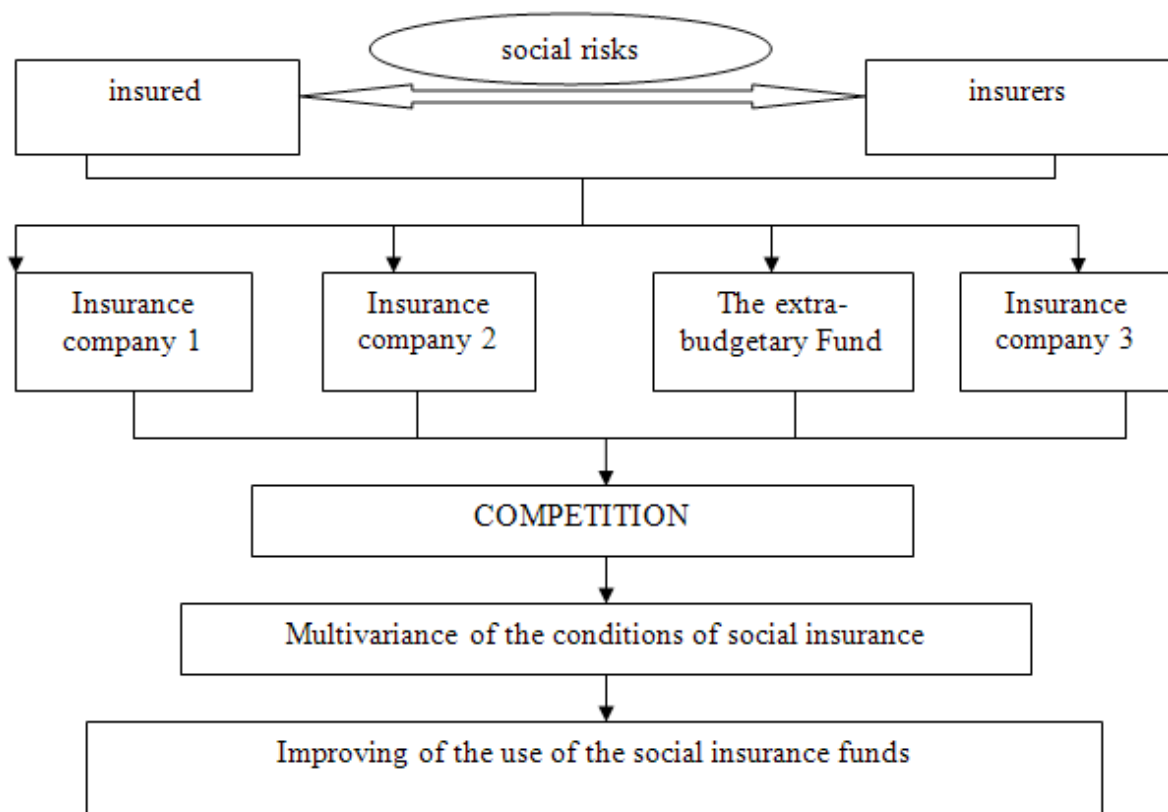 social risks
insured
insurers
Insurance
company 1
Insurance
company 2
The extra-
budgetary Fund
Insurance
company 3
COMPETITION
Multivariance of the conditions of social insurance
Improving of the use of the social insurance funds